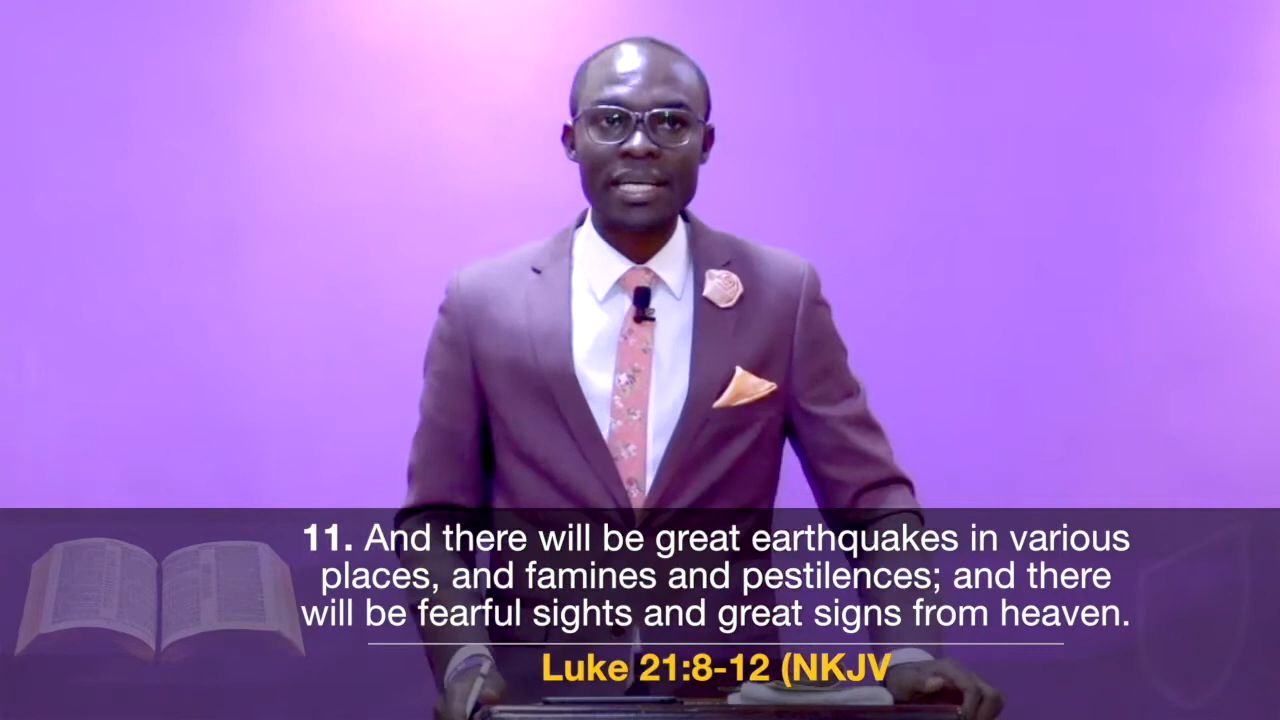 11. And there will be great earthquakes in various
places, and famines and pestilences; and there
will be fearful sights and great signs from heaven.
Luke 21:8-12 (NKJV